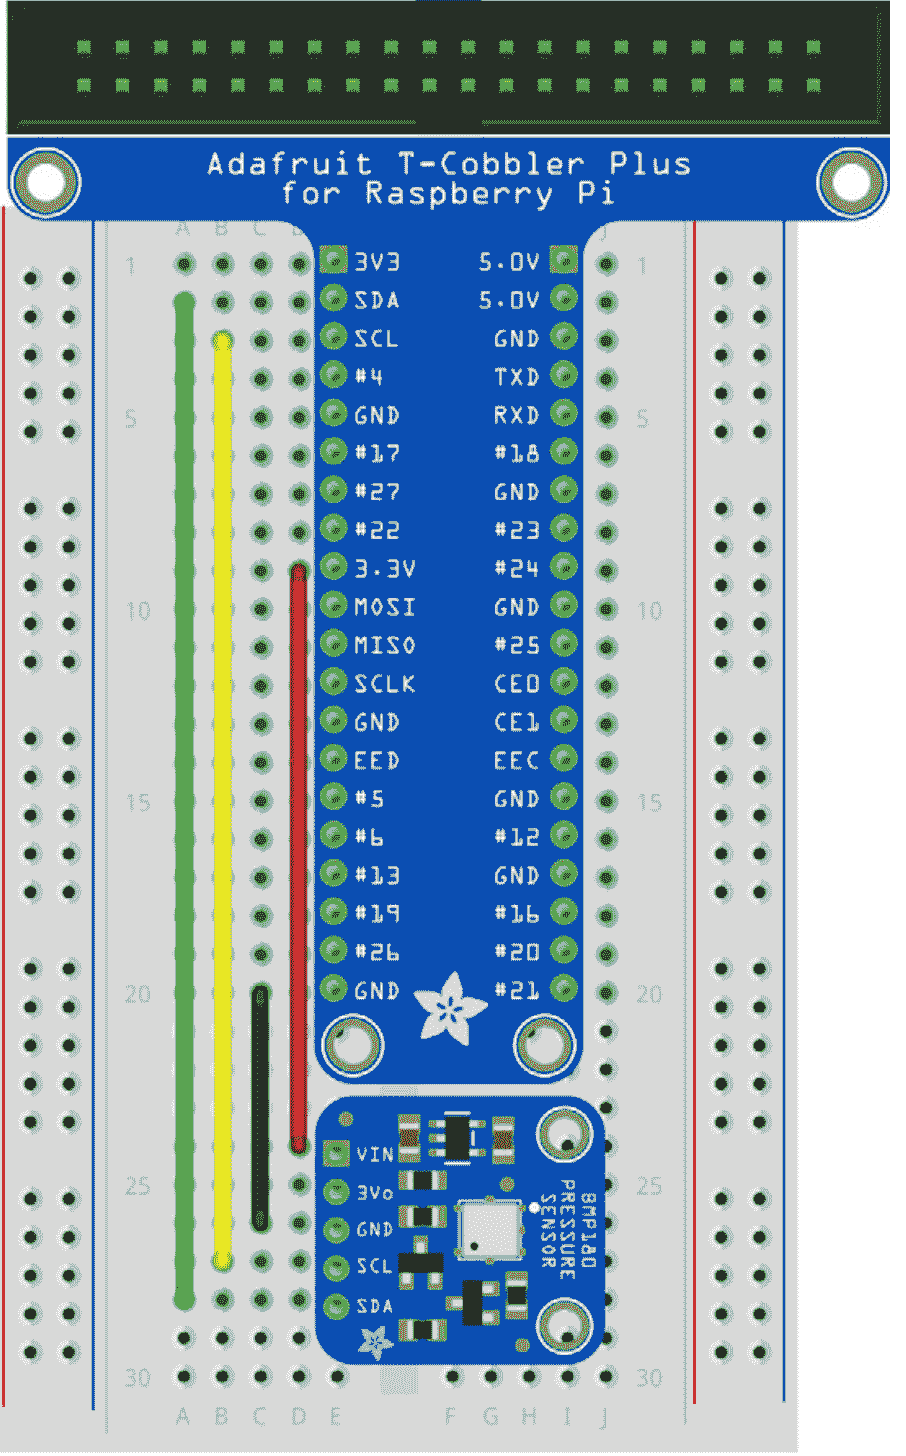 Adafruit T-Cobbler Plus
for Raspberry Pi
A B C D J
1 3V3 5.0V 1
SDA 5.0V
SCL GND
#4 TXD
5 GND RXD 5
#17 #18
#27 GND
#22 #23
3.3V #24
10 MOSI GND 10
MISO #25
SCLK CE0
GND CE1
EED EEC
15 #5 GND 15
#6 #12
#13 GND
#19 #16
#26 #20
20 GND #21 20
VIN
25 3Vo 25
GND
SCL
SDA
BMP180
PRESSURE
SENSOR
30 30
A B C D E F G H I J